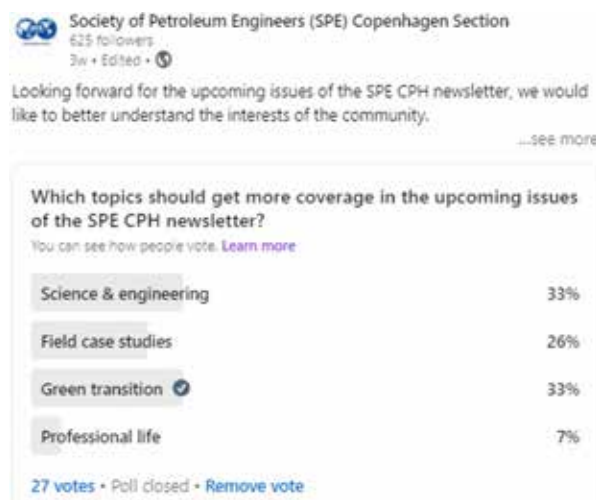 Society of Petroleum Engineers (SPE) Copenhagen Section
625 followers
3w • Edited •
Looking forward for the upcoming issues of the SPE CPH newsletter, we would
like to better understand the interests of the community.
...see more
Which topics should get more coverage in the upcoming issues
of the SPE CPH newsletter?
You can see how people vote. Learn more
Science & engineering 33%
Field case studies 26%
Green transition 33%
Professional life 7%
27 votes • Poll closed • Remove vote